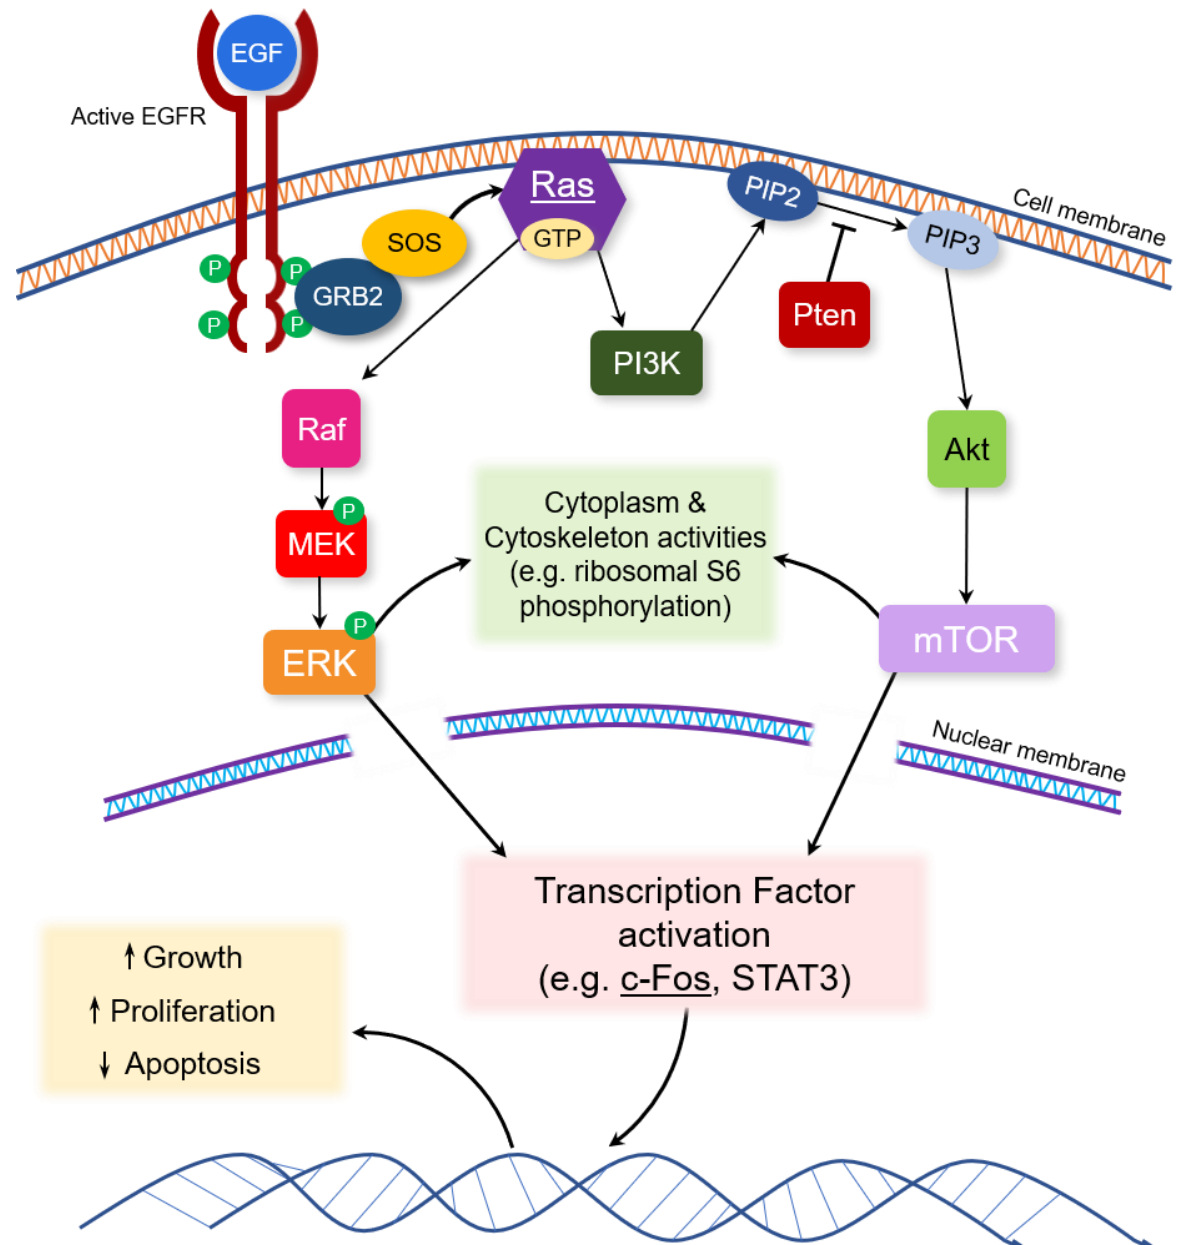 EGF
Active EGFR
Ras
GTP
PIP2
Cell membrane
SOS
PIP3
P
P
GRB2
P
P
Pten
PI3K
Raf
Akt
Cytoplasm &
Cytoskeleton activities
(e.g. ribosomal S6
phosphorylation)
P
MEK
P
ERK
mTOR
Nuclear membrane
Transcription Factor
activation
(e.g. c-Fos, STAT3)
↑ Growth
↑ Proliferation
↓ Apoptosis